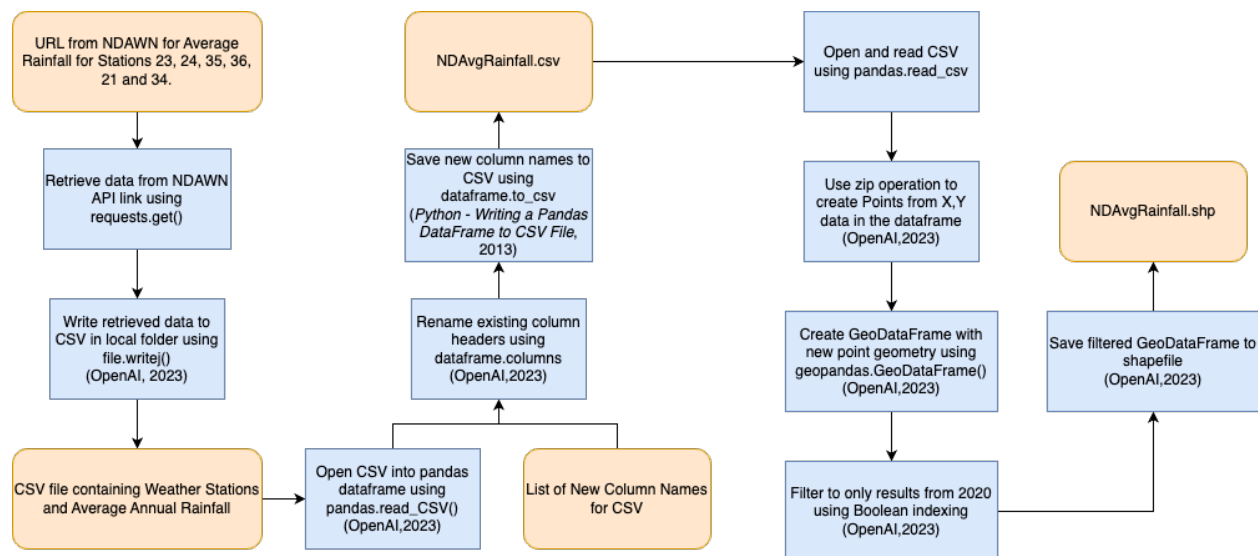 URL from NDAWN for Average
Rainfall for Stations 23, 24, 35, 36,
21 and 34.
Retrieve data from NDAWN
API link using
requests.get()
Write retrieved data to
CSV in local folder using
file.writej()
(OpenAI, 2023)
CSV file containing Weather Stations
and Average Annual Rainfall
Open CSV into pandas
dataframe using
pandas.read_CSV()
(OpenAI,2023)
List of New Column Names
for CSV
Rename existing column
headers using
dataframe.columns
(OpenAI,2023)
Save new column names to
CSV using
dataframe.to_csv
(Python - Writing a Pandas
DataFrame to CSV File,
2013)
NDAvgRainfall.csv
Open and read CSV
using pandas.read_csv
Use zip operation to
create Points from X,Y
data in the dataframe
(OpenAI,2023)
Create GeoDataFrame with
new point geometry using
geopandas.GeoDataFrame()
(OpenAI,2023)
Filter to only results from 2020
using Boolean indexing
(OpenAI,2023)
Save filtered GeoDataFrame to
shapefile
(OpenAI,2023)
NDAvgRainfall.shp